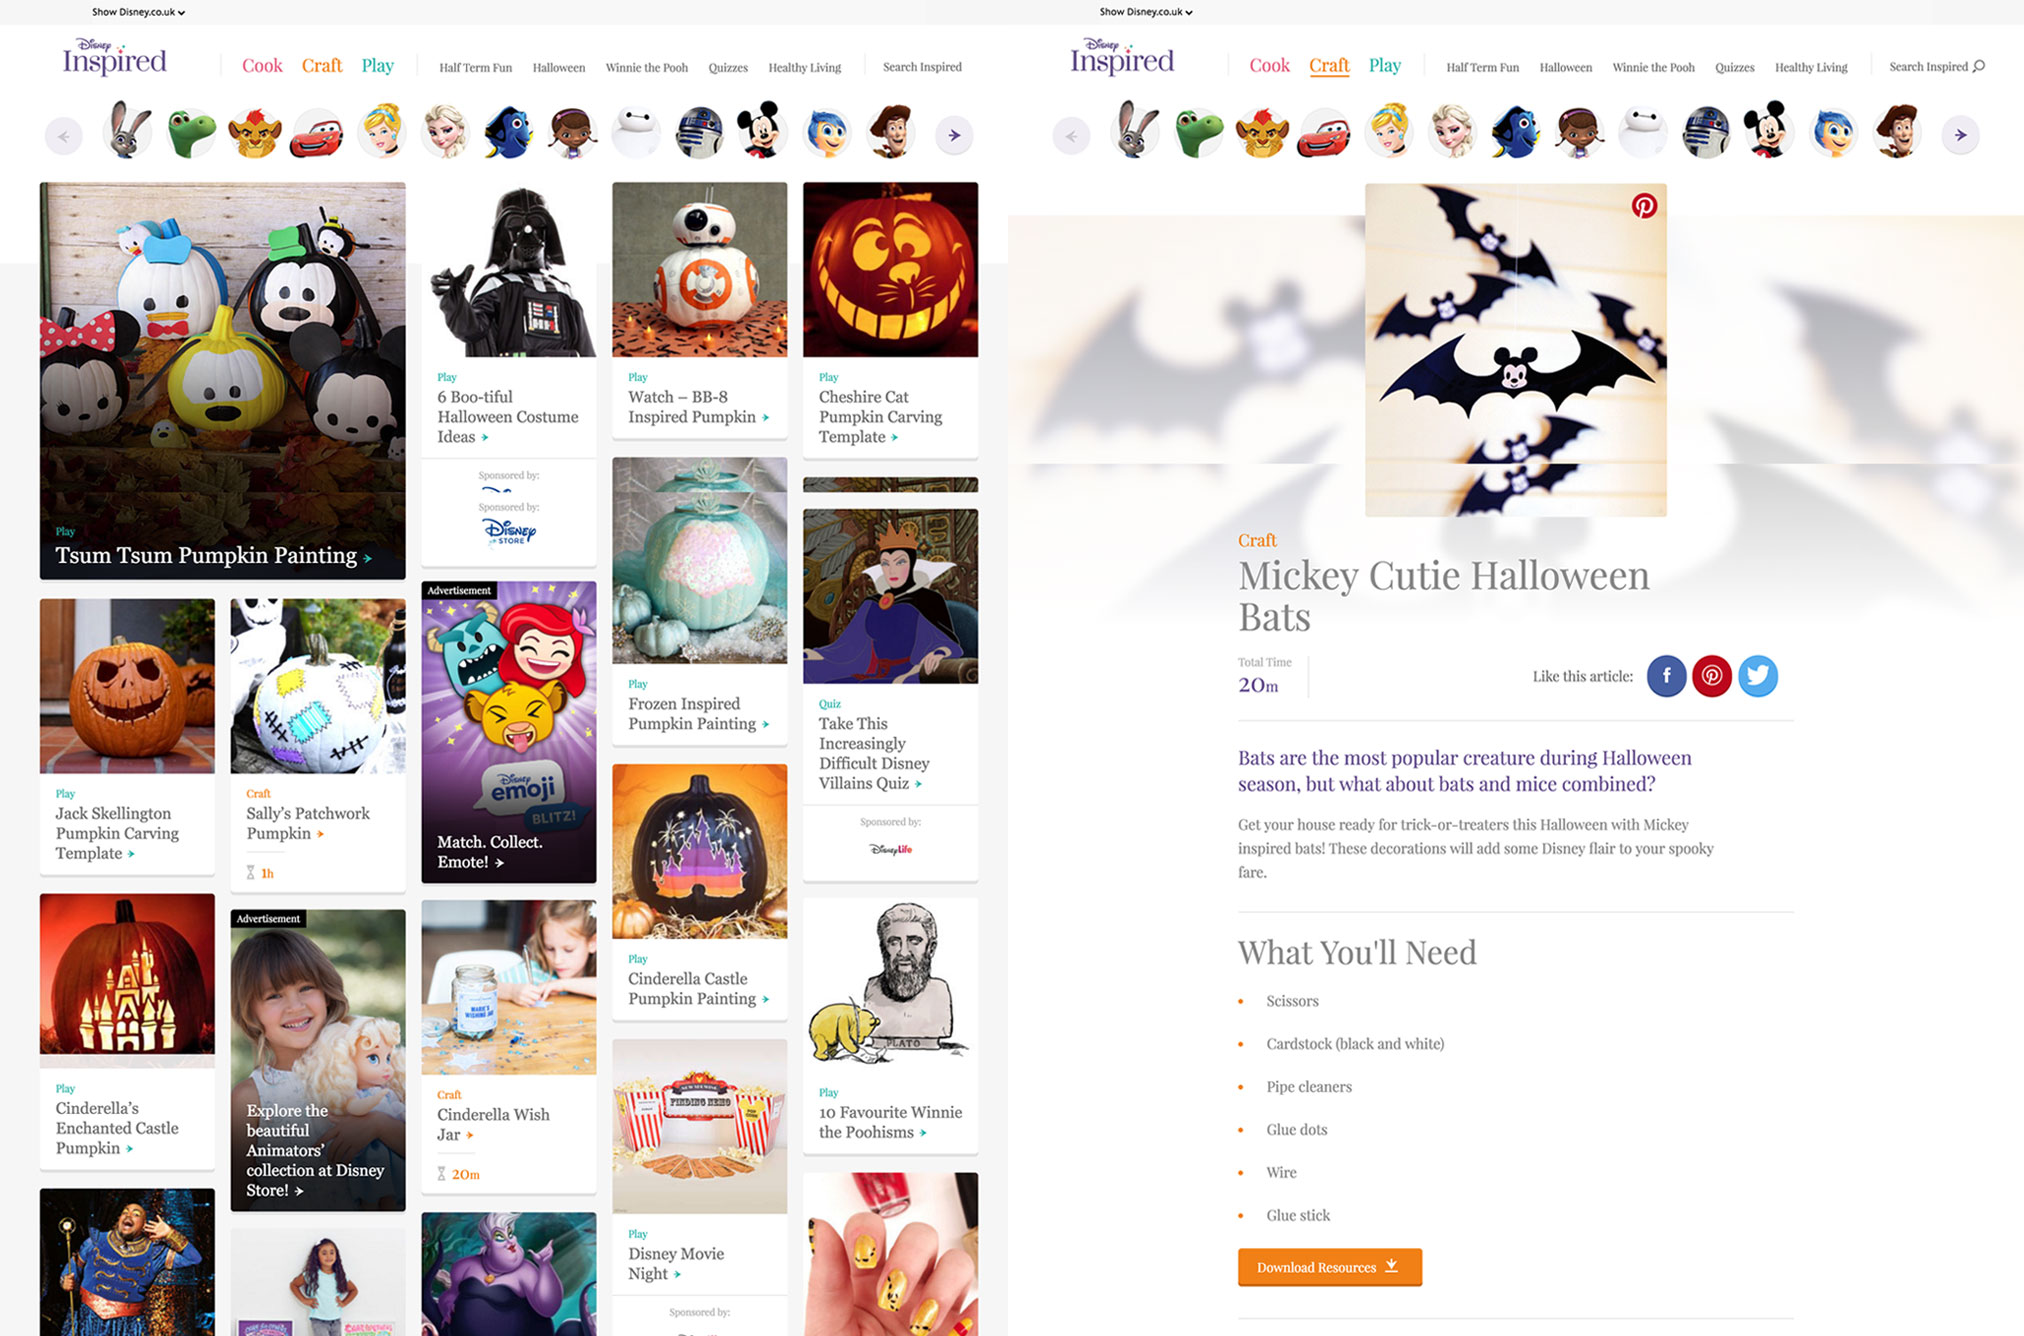 Show Disney.co.uk
Disney
Inspired
Cook Craft Play
Half Term Fun Halloween Winnie the Pooh Quizzes Healthy Living
Search Inspired
Play
Tsum Tsum Pumpkin Painting
Play
6 Boo-tiful
Halloween Costume
Ideas
Sponsored by:
Sponsored by:
Disney
STORE
Play
Watch – BB-8
Inspired Pumpkin
Play
Cheshire Cat
Pumpkin Carving
Template
Play
Jack Skellington
Pumpkin Carving
Template
Craft
Sally's Patchwork
Pumpkin
1h
Advertisement
Disney
emoji
BLITZ!
Match. Collect.
Emote!
Play
Frozen Inspired
Pumpkin Painting
Quiz
Take This
Increasingly
Difficult Disney
Villains Quiz
Sponsored by:
DisneyLife
Play
Cinderella's
Enchanted Castle
Pumpkin
Advertisement
Explore the
beautiful
Animators'
collection at Disney
Store!
WISHING JAR
Craft
Cinderella Wish
Jar
20m
Play
Cinderella Castle
Pumpkin Painting
PLATO
Play
10 Favourite Winnie
the Poohisms
FINDING NEMO
Play
Disney Movie
Night
Sponsored by:
Show Disney.co.uk
Disney
Inspired
Cook Craft Play
Half Term Fun Halloween Winnie the Pooh Quizzes Healthy Living
Search Inspired
Craft
Mickey Cutie Halloween
Bats
Total Time
20m
Like this article:
Bats are the most popular creature during Halloween
season, but what about bats and mice combined?
Get your house ready for trick-or-treaters this Halloween with Mickey
inspired bats! These decorations will add some Disney flair to your spooky
fare.
What You'll Need
Scissors
Cardstock (black and white)
Pipe cleaners
Glue dots
Wire
Glue stick
Download Resources